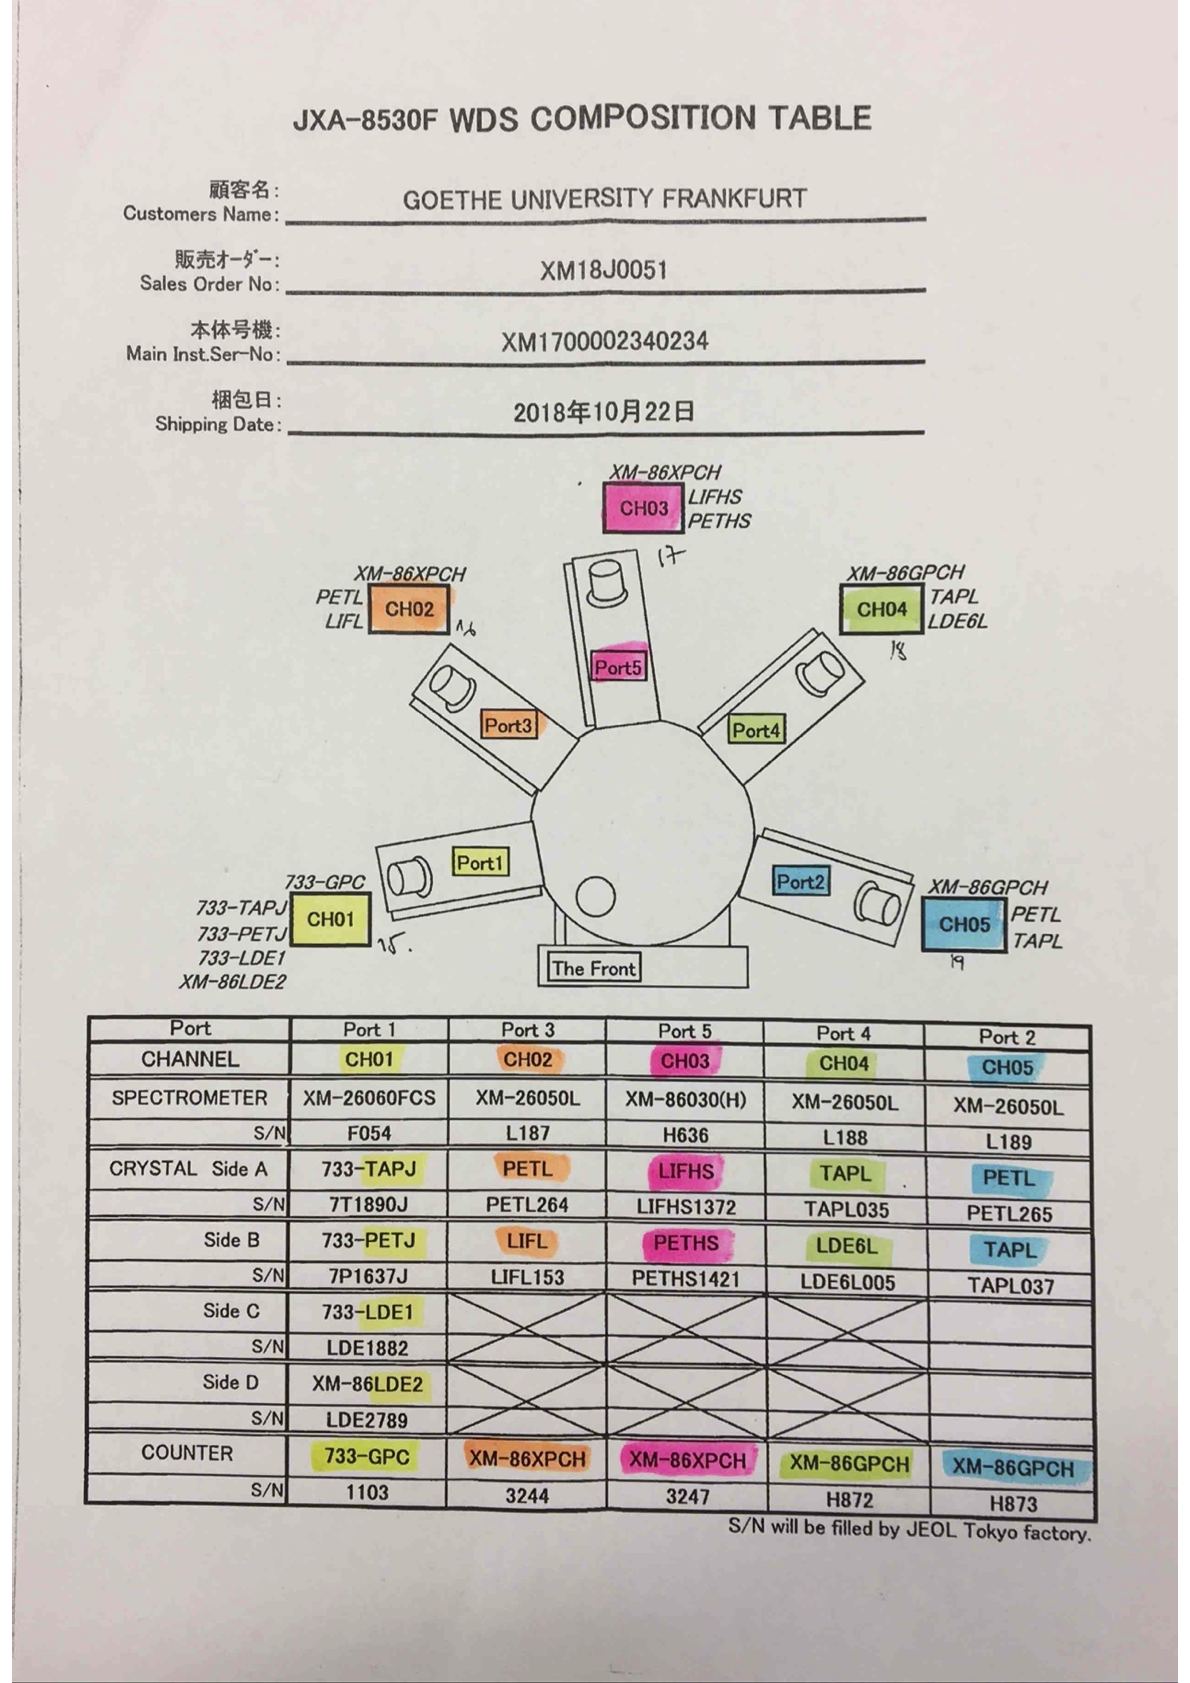 JXA-8530F WDS COMPOSITION TABLE
顧客名:
Customers Name: GOETHE UNIVERSITY FRANKFURT
販売オーダー:
Sales Order No: XM18J0051
本体号機:
Main Inst.Ser-No: XM1700002340234
梱包日:
Shipping Date: 2018年10月22日
XM-86XPCH
CH03 LIFHS
PETHS
17
XM-86XPCH
PETL CH02
LIFL
16
XM-86GPCH
CH04 TAPL
LDE6L
18
Port5
Port3
Port4
Port1
Port2
733-GPC
733-TAPJ CH01
733-PETJ
733-LDE1
XM-86LDE2
15.
XM-86GPCH
CH05 PETL
TAPL
19
The Front
Port Port 1 Port 3 Port 5 Port 4 Port 2
CHANNEL CH01 CH02 CH03 CH04 CH05
SPECTROMETER XM-26060FCS XM-26050L XM-86030(H) XM-26050L XM-26050L
S/N F054 L187 H636 L188 L189
CRYSTAL Side A 733-TAPJ PETL LIFHS TAPL PETL
S/N 7T1890J PETL264 LIFHS1372 TAPL035 PETL265
Side B 733-PETJ LIFL PETHS LDE6L TAPL
S/N 7P1637J LIFL153 PETHS1421 LDE6L005 TAPL037
Side C 733-LDE1
S/N LDE1882
Side D XM-86LDE2
S/N LDE2789
COUNTER 733-GPC XM-86XPCH XM-86XPCH XM-86GPCH XM-86GPCH
S/N 1103 3244 3247 H872 H873
S/N will be filled by JEOL Tokyo factory.